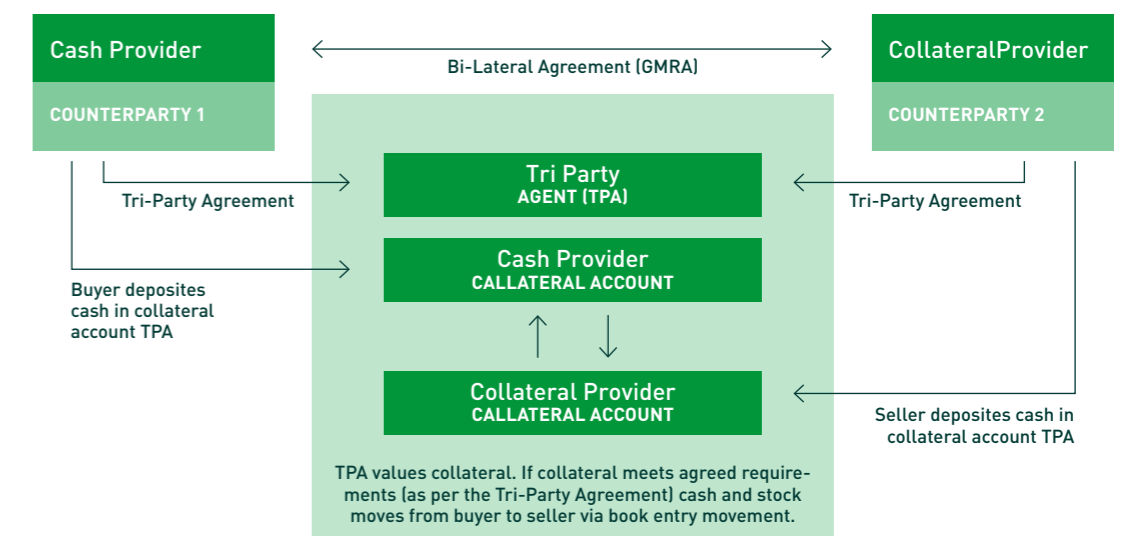 Cash Provider
COUNTERPARTY 1
Bi-Lateral Agreement (GMRA)
CollateralProvider
COUNTERPARTY 2
Tri-Party Agreement
Tri Party
AGENT (TPA)
Tri-Party Agreement
Cash Provider
CALLATERAL ACCOUNT
Buyer deposites
cash in collateral
account TPA
Collateral Provider
CALLATERAL ACCOUNT
Seller deposites cash in
collateral account TPA
TPA values collateral. If collateral meets agreed require-
ments (as per the Tri-Party Agreement) cash and stock
moves from buyer to seller via book entry movement.